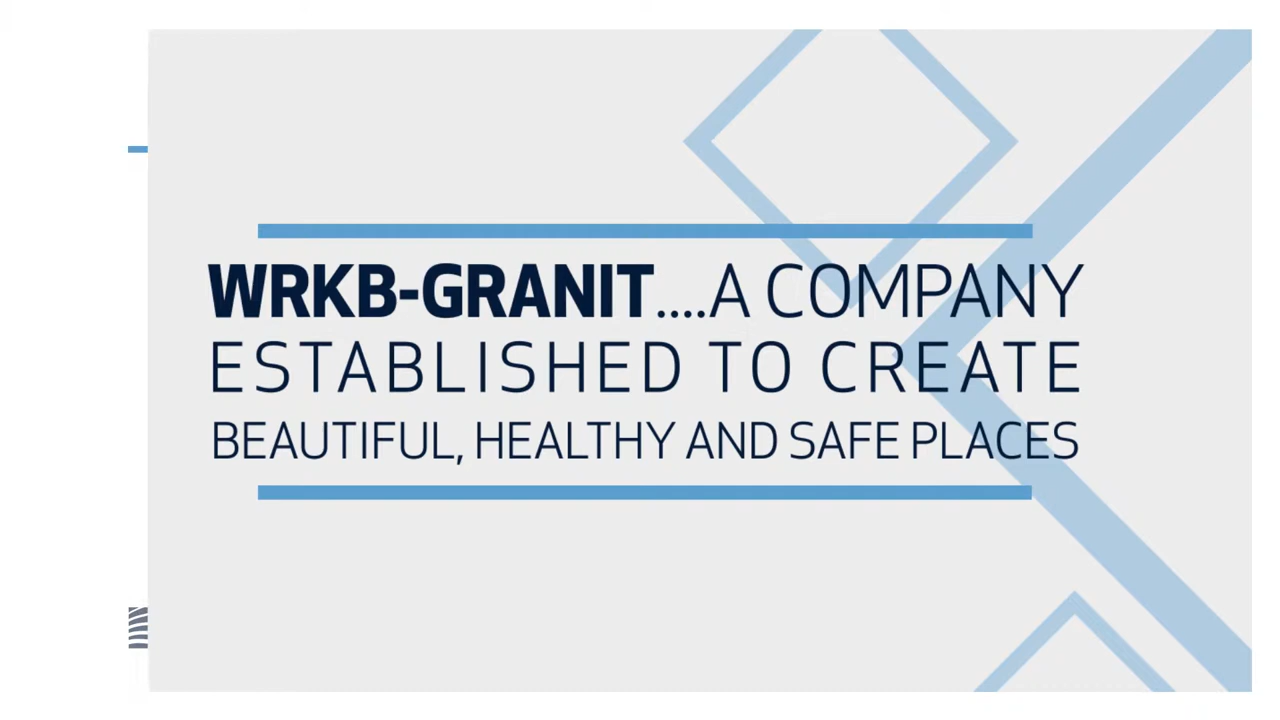 WRKB-GRANIT....A COMPANY
ESTABLISHED TO CREATE
BEAUTIFUL, HEALTHY AND SAFE PLACES